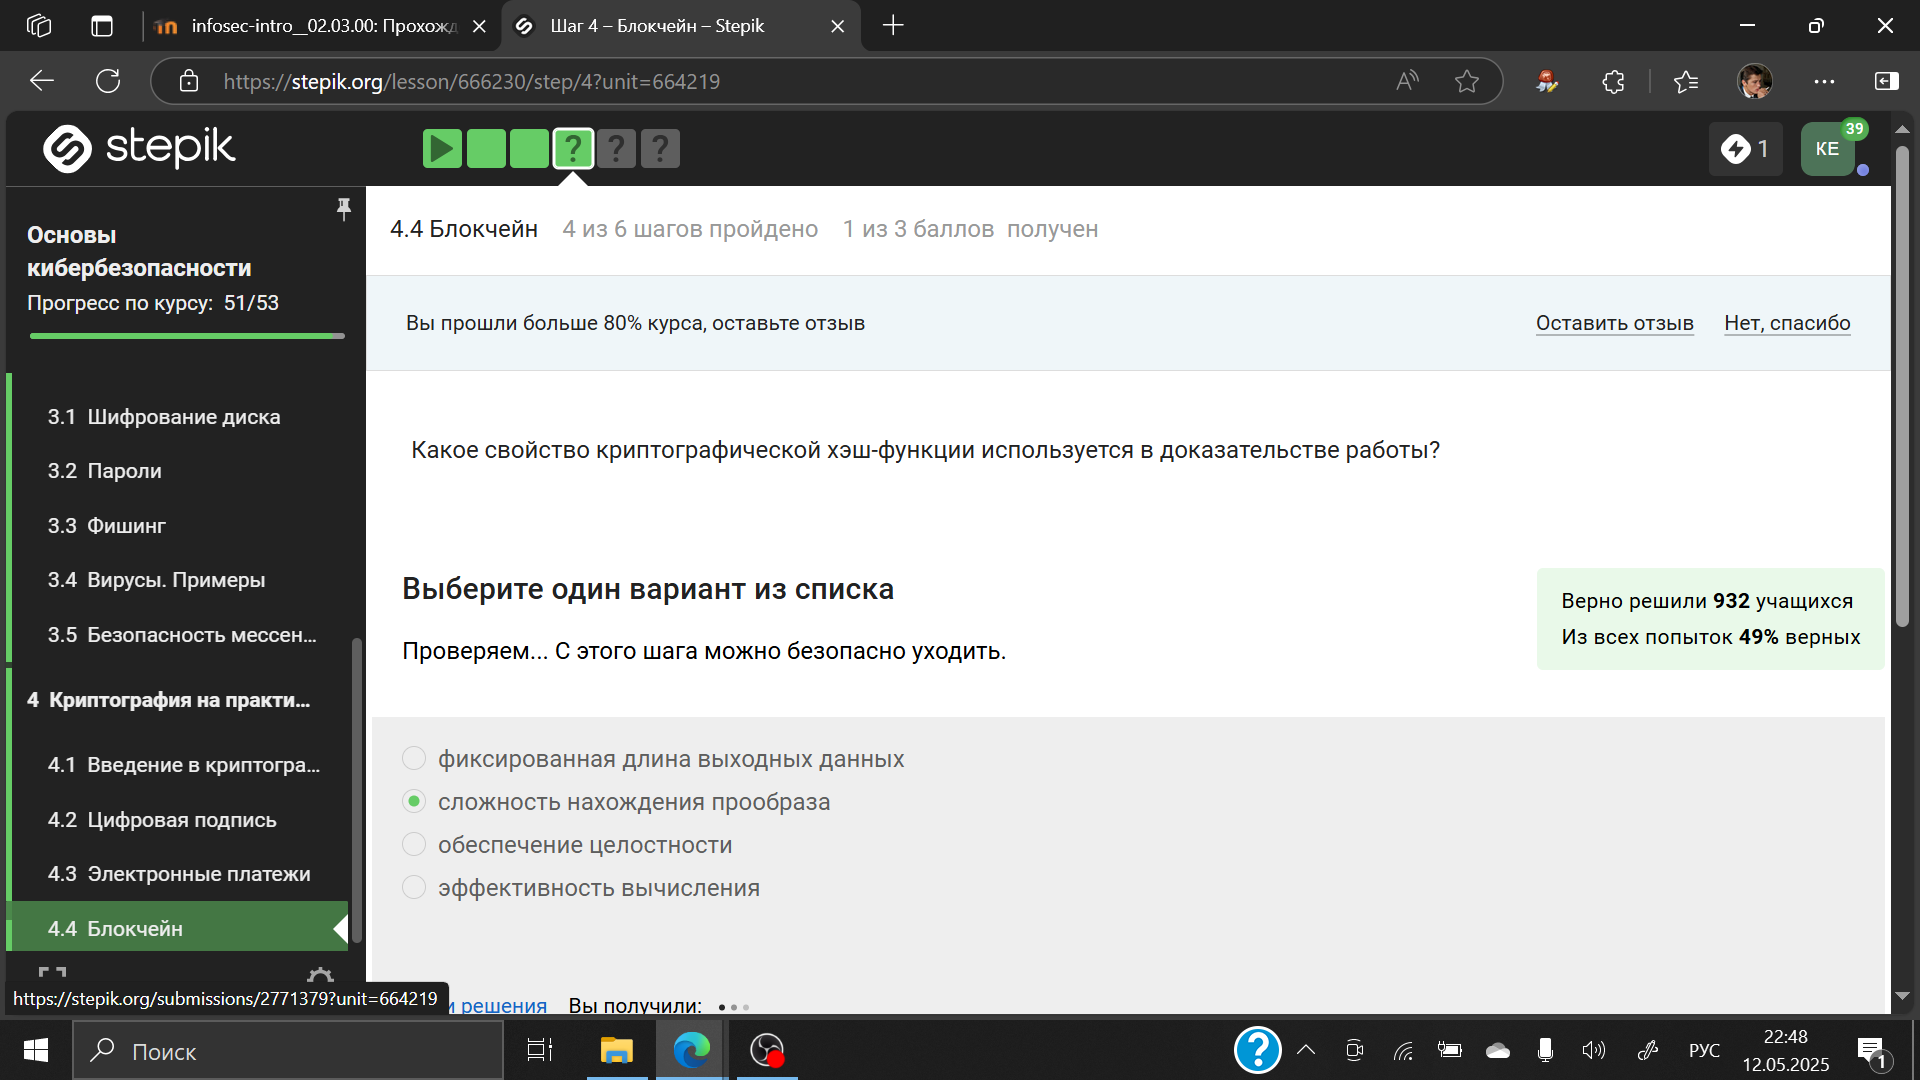 infosec-intro__02.03.00: Прохожд
Шаг 4 – Блокчейн – Stepik
https://stepik.org/lesson/666230/step/4?unit=664219
stepik
?
?
?
1
39
KE
Основы
кибербезопасности
Прогресс по курсу: 51/53
3.1 Шифрование диска
3.2 Пароли
3.3 Фишинг
3.4 Вирусы. Примеры
3.5 Безопасность мессен...
4 Криптография на практи...
4.1 Введение в криптогра...
4.2 Цифровая подпись
4.3 Электронные платежи
4.4 Блокчейн
https://stepik.org/submissions/2771379?unit=664219
4.4 Блокчейн 4 из 6 шагов пройдено 1 из 3 баллов получен
Вы прошли больше 80% курса, оставьте отзыв
Оставить отзыв
Нет, спасибо
Какое свойство криптографической хэш-функции используется в доказательстве работы?
Выберите один вариант из списка
Проверяем... С этого шага можно безопасно уходить.
Верно решили 932 учащихся
Из всех попыток 49% верных
фиксированная длина выходных данных
сложность нахождения прообраза
обеспечение целостности
эффективность вычисления
и решения Вы получили:
Поиск
?
РУС
22:48
12.05.2025
1